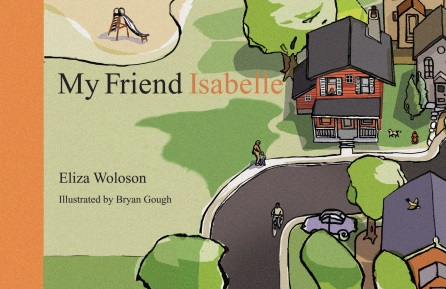 My Friend Isabelle
Eliza Woloson
Illustrated by Bryan Gough